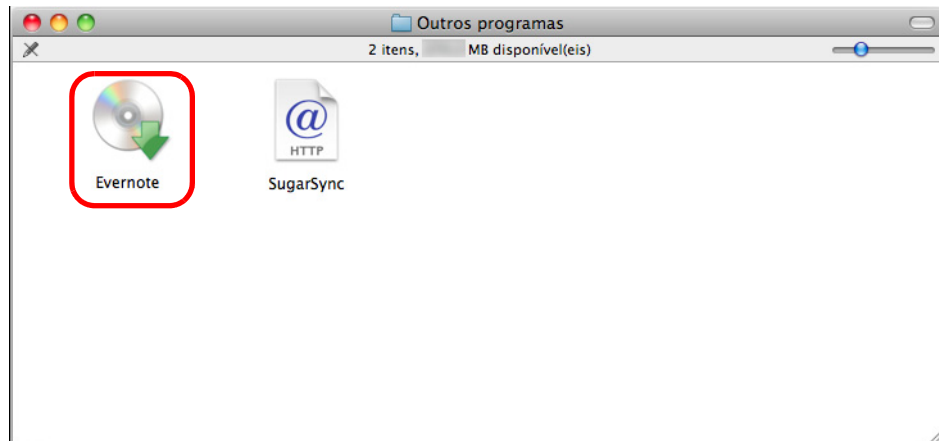 Outros programas
2 itens, MB disponível(eis)
@
HTTP
Evernote
SugarSync